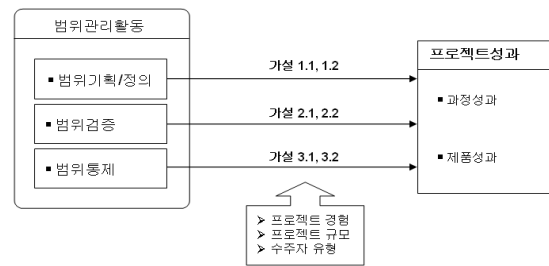 범위관리활동
▪ 범위기획/정의
▪ 범위검증
▪ 범위통제
가설 1.1, 1.2
가설 2.1, 2.2
가설 3.1, 3.2
프로젝트성과
▪ 과정성과
▪ 제품성과
➢ 프로젝트 경험
➢ 프로젝트 규모
➢ 수주자 유형